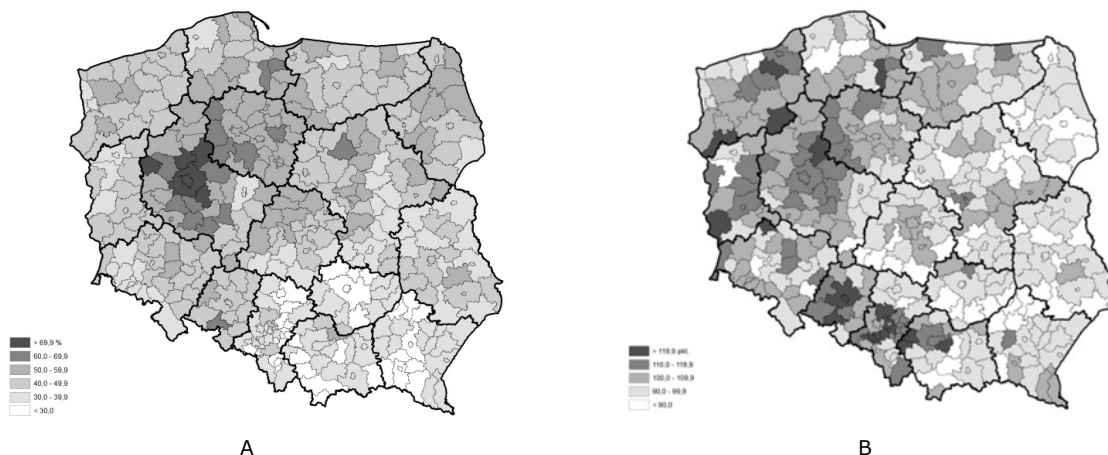 > 69,9 %
60,0 - 69,9
50,0 - 59,9
40,0 - 49,9
30,0 - 39,9
< 30,0
A
> 119,9 pkt.
110,0 - 119,9
100,0 - 109,9
90,0 - 99,9
< 90,0
B